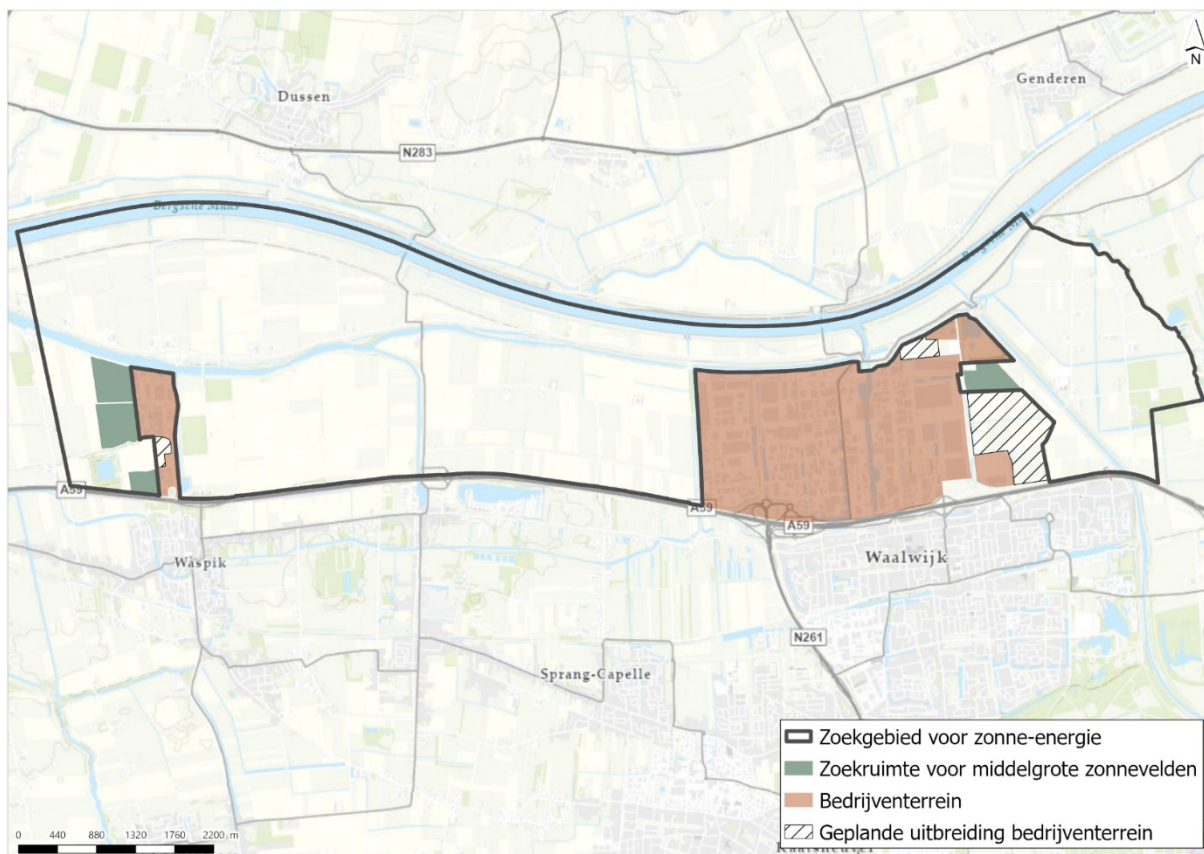 N
Genderen
Dussen
N283
Bergsche Maas
Bergsche Maas
A59
A59
A59
Waspik
Waalwijk
N261
Sprang-Capelle
Kaatsheuvel
Zoekgebied voor zonne-energie
Zoekruimte voor middelgrote zonnevelden
Bedrijventerrein
Geplande uitbreiding bedrijventerrein
0 440 880 1320 1760 2200 m